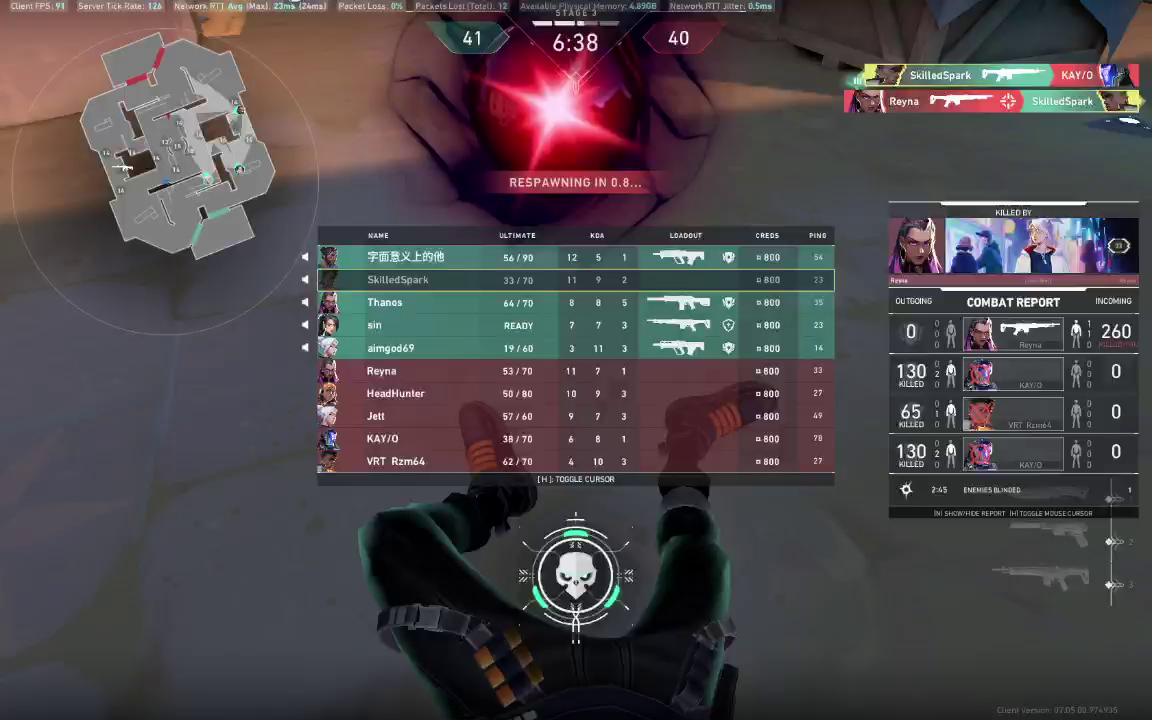 Client FPS: 91 Server Tick Rate: 126 Network RTT Avg (Max): 23ms (24ms) Packet Loss: 0% Packets Lost (Total): 12 Available Physical Memory: 4.89GB Network RTT Jitter: 0.5ms
STAGE 3
41 6:38 40
SkilledSpark KAY/O
Reyna SkilledSpark
RESPAWNING IN 0.8...
KILLED BY
Reyna
NAME ULTIMATE KDA LOADOUT CREDS PING
字面意义上的他 56 / 90 12 5 1 800 54
SkilledSpark 33 / 70 11 9 2 800 23
Thanos 64 / 70 8 8 5 800 35
sin READY 7 7 3 800 23
aimgod69 19 / 60 3 11 3 800 14
Reyna 53 / 70 11 7 1 800 33
HeadHunter 50 / 80 10 9 3 800 27
Jett 57 / 60 9 7 3 800 49
KAY/O 38 / 70 6 8 1 800 78
VRT Rzm64 62 / 70 4 10 3 800 27
[H]: TOGGLE CURSOR
OUTGOING COMBAT REPORT INCOMING
0 Reyna 260
130 KILLED KAY/O 0
65 KILLED VRT Rzm64 0
130 KILLED KAY/O 0
2:45 ENEMIES BLINDED 1
[N] SHOW/HIDE REPORT [H] TOGGLE MOUSE CURSOR
2
3